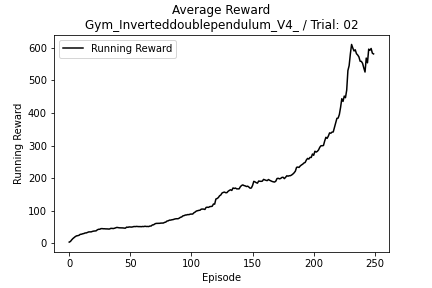 Average Reward
Gym_Inverteddoublependulum_V4_ / Trial: 02
Running Reward
600
500
400
300
200
100
0
Running Reward
0 50 100 150 200 250
Episode